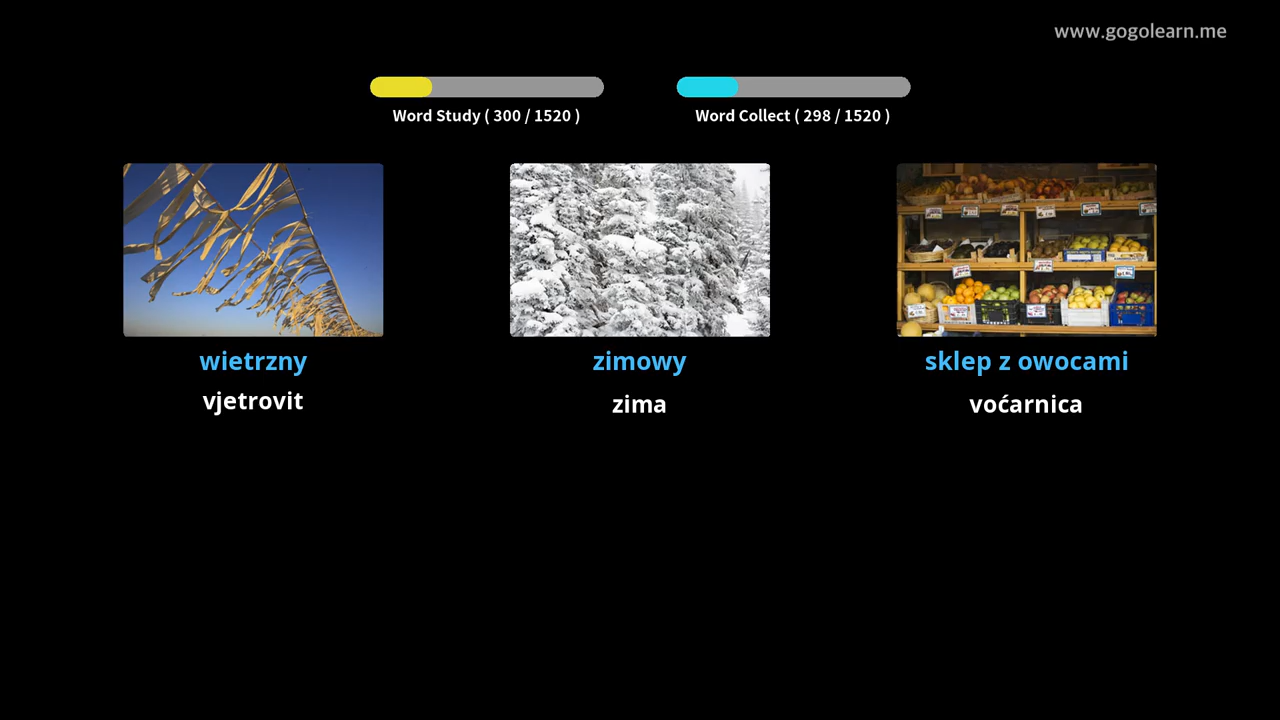 www.gogolearn.me
Word Study ( 300 / 1520 )
Word Collect ( 298 / 1520 )
wietrzny
zimowy
sklep z owocami
vjetrovit
zima
voćarnica